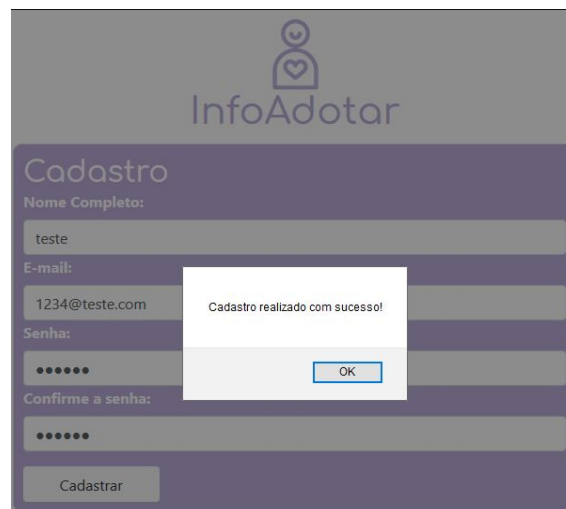 InfoAdotar
Cadastro
Nome Completo:
teste
E-mail:
1234@teste.com
Cadastro realizado com sucesso!
OK
Senha:
••••••
Confirme a senha:
••••••
Cadastrar